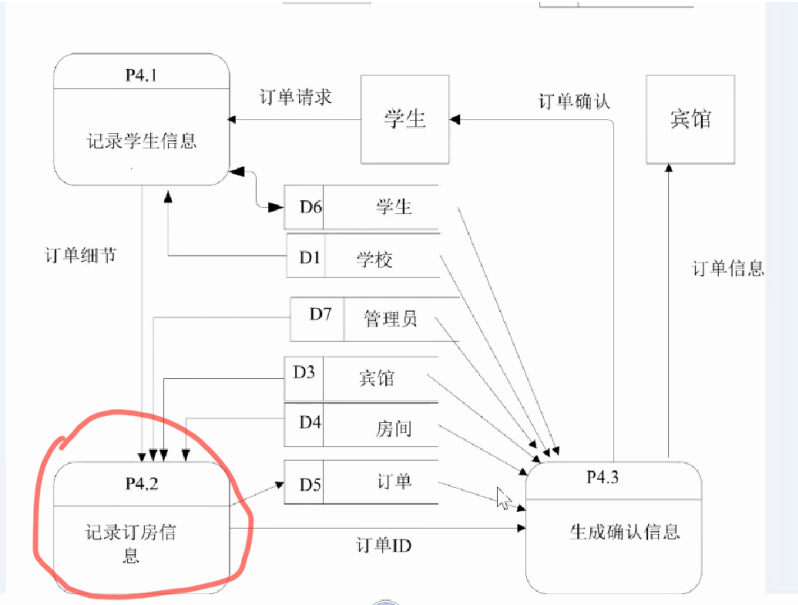 P4.1
记录学生信息
订单请求
学生
订单确认
宾馆
D6 学生
D1 学校
订单细节
订单信息
D7 管理员
D3 宾馆
D4 房间
D5 订单
P4.2
记录订房信
息
订单ID
P4.3
生成确认信息